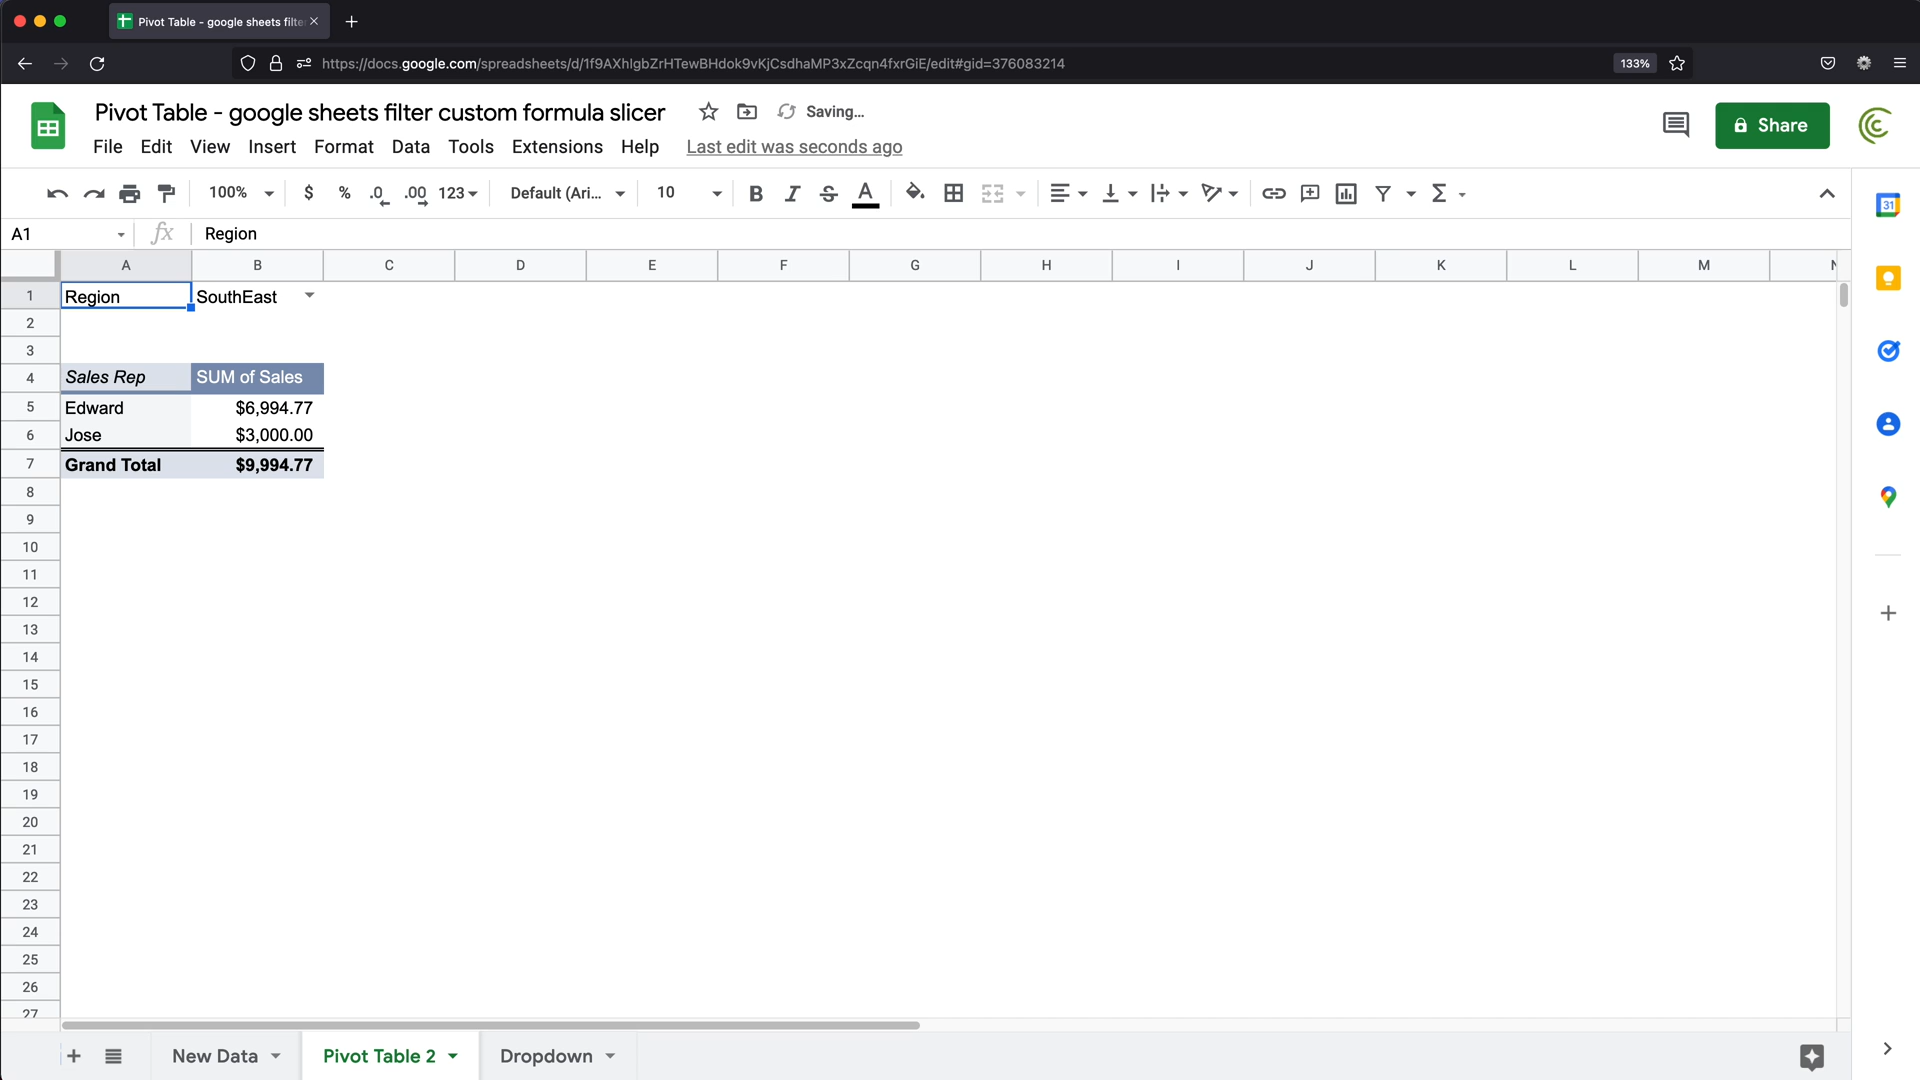 Pivot Table - google sheets filte
https://docs.google.com/spreadsheets/d/1f9AXhIgbZrHTewBHdok9vKjCsdhaMP3xZcqn4fxrGiE/edit#gid=376083214
133%
Pivot Table - google sheets filter custom formula slicer
Saving...
Share
File Edit View Insert Format Data Tools Extensions Help Last edit was seconds ago
100% $ % .0 .00 123 Default (Ari... 10 B I S A Σ
31
A1 fx Region
A B C D E F G H I J K L M N
1 Region SouthEast
2
3
4 Sales Rep SUM of Sales
5 Edward $6,994.77
6 Jose $3,000.00
7 Grand Total $9,994.77
8
9
10
11
12
13
14
15
16
17
18
19
20
21
22
23
24
25
26
27
New Data Pivot Table 2 Dropdown